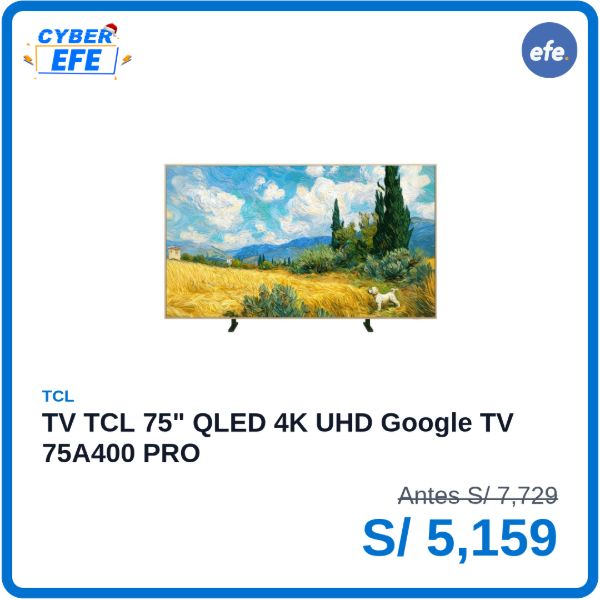 CYBER
EFE
efe.
TCL
TV TCL 75" QLED 4K UHD Google TV
75A400 PRO
Antes S/ 7,729
S/ 5,159